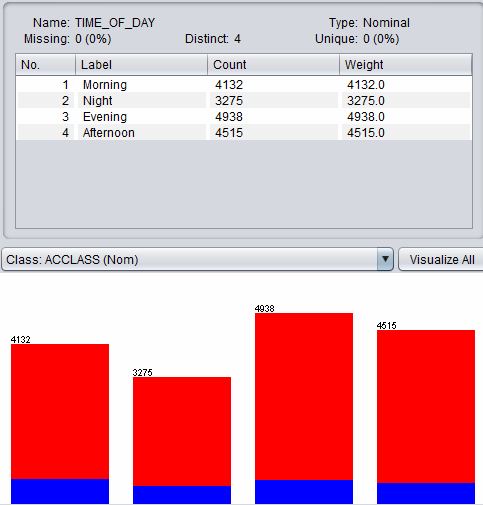 Name: TIME_OF_DAY Type: Nominal
Missing: 0 (0%) Distinct: 4 Unique: 0 (0%)
No. Label Count Weight
1 Morning 4132 4132.0
2 Night 3275 3275.0
3 Evening 4938 4938.0
4 Afternoon 4515 4515.0
Class: ACCLASS (Nom) Visualize All
4132 3275 4938 4515